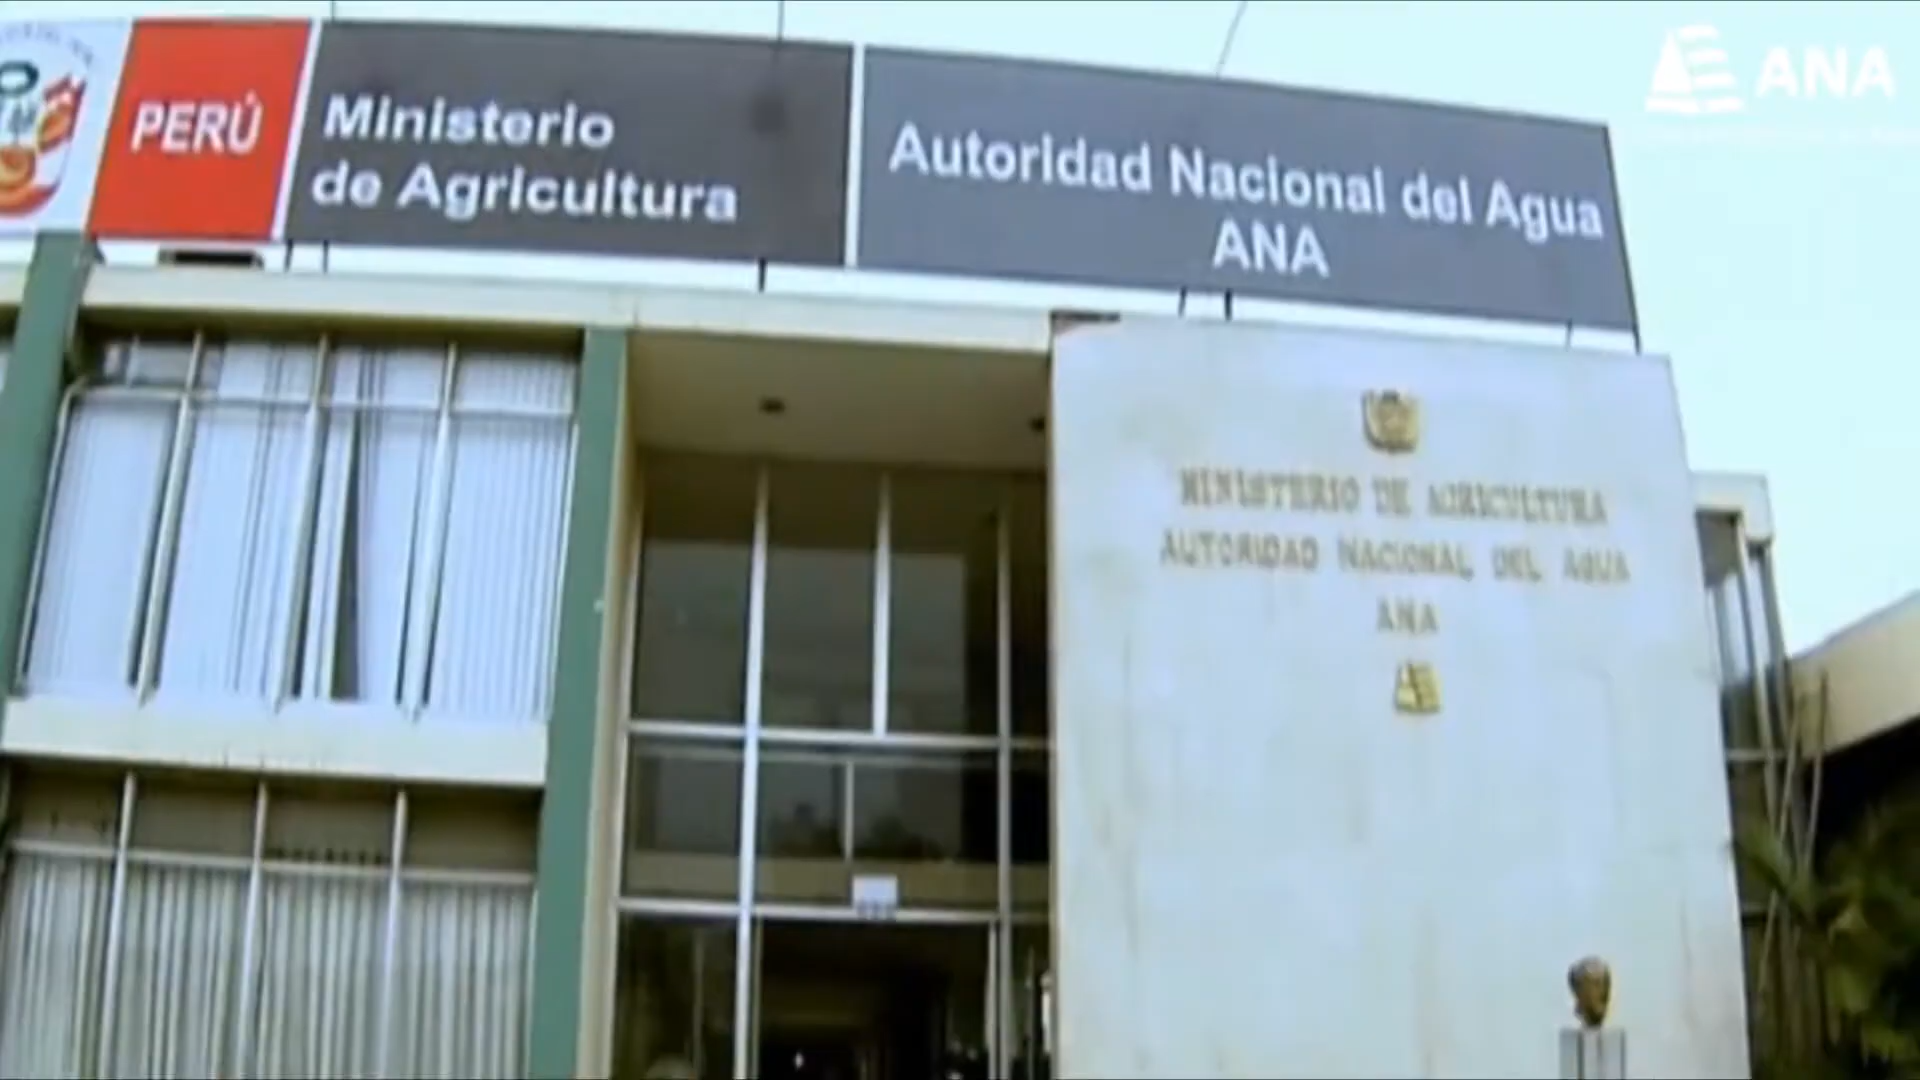 PERÚ
Ministerio
de Agricultura
Autoridad Nacional del Agua
ANA
ANA
MINISTERIO DE AGRICULTURA
AUTORIDAD NACIONAL DEL AGUA
ANA